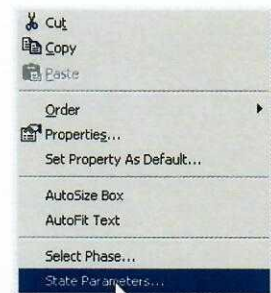 Cut
Copy
Paste
Order
Properties...
Set Property As Default...
AutoSize Box
AutoFit Text
Select Phase...
State Parameters...